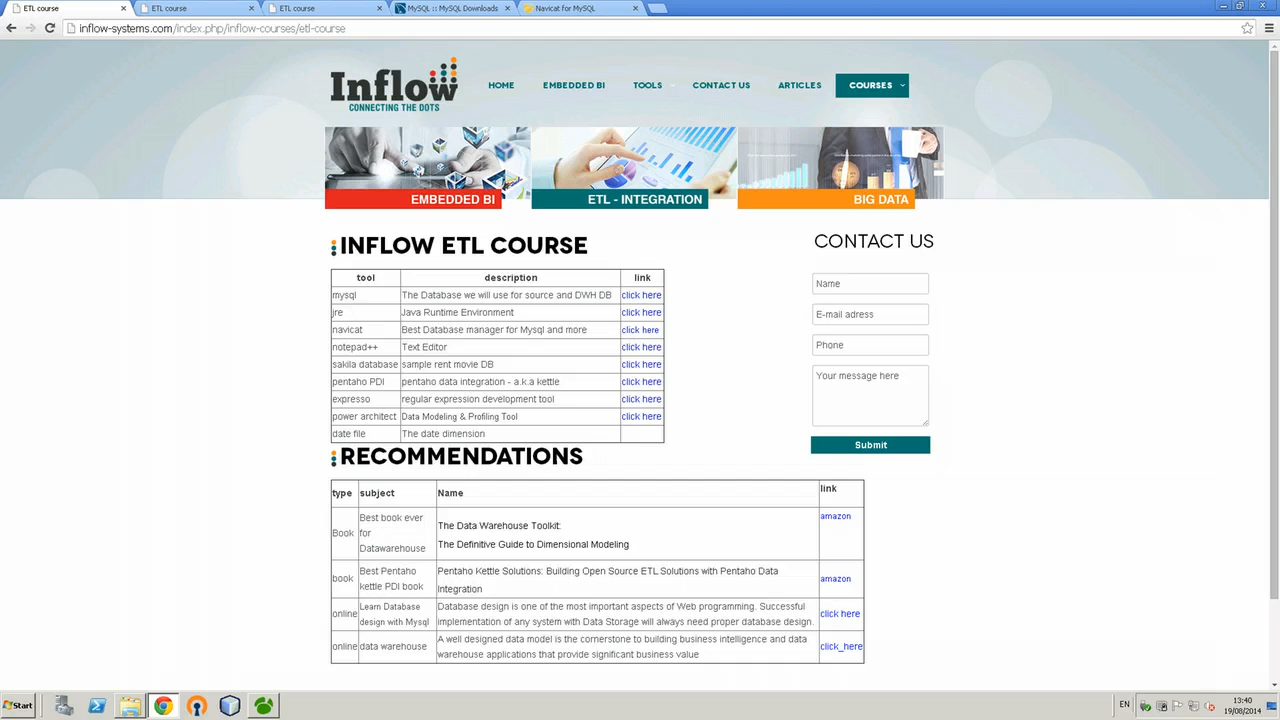 ETL course
ETL course
ETL course
MySQL :: MySQL Downloads
Navicat for MySQL
inflow-systems.com/index.php/inflow-courses/etl-course
Inflow
CONNECTING THE DOTS
HOME
EMBEDDED BI
TOOLS
CONTACT US
ARTICLES
COURSES
EMBEDDED BI
ETL - INTEGRATION
BIG DATA
INFLOW ETL COURSE
tool description link
mysql The Database we will use for source and DWH DB click here
jre Java Runtime Environment click here
navicat Best Database manager for Mysql and more click here
notepad++ Text Editor click here
sakila database sample rent movie DB click here
pentaho PDI pentaho data integration - a.k.a kettle click here
expresso regular expression development tool click here
power architect Data Modeling & Profiling Tool click here
date file The date dimension
CONTACT US
Name
E-mail adress
Phone
Your message here
Submit
RECOMMENDATIONS
type subject Name link
Book
Best book ever
for
Datawarehouse
The Data Warehouse Toolkit:
The Definitive Guide to Dimensional Modeling
amazon
book
Best Pentaho
kettle PDI book
Pentaho Kettle Solutions: Building Open Source ETL Solutions with Pentaho Data
Integration
amazon
online
Learn Database
design with Mysql
Database design is one of the most important aspects of Web programming. Successful
implementation of any system with Data Storage will always need proper database design.
click here
online
data warehouse
A well designed data model is the cornerstone to building business intelligence and data
warehouse applications that provide significant business value
click_here
Start
EN
13:40
19/08/2014